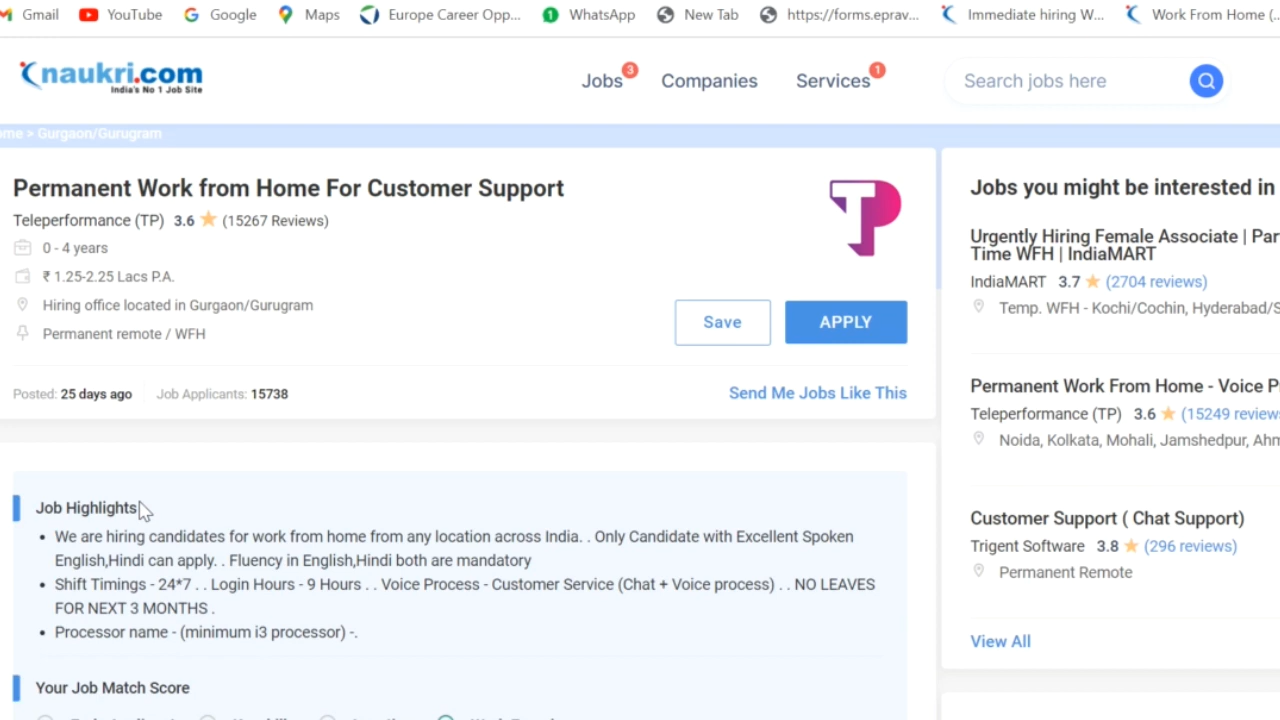 Gmail YouTube Google Maps Europe Career Opp... WhatsApp New Tab https://forms.eprav... Immediate hiring W... Work From Home (...
naukri.com
India's No 1 Job Site
Jobs 3 Companies Services 1 Search jobs here
ome > Gurgaon/Gurugram
Permanent Work from Home For Customer Support
Teleperformance (TP) 3.6 (15267 Reviews)
0 - 4 years
₹ 1.25-2.25 Lacs P.A.
Hiring office located in Gurgaon/Gurugram
Permanent remote / WFH
Save APPLY
Posted: 25 days ago Job Applicants: 15738 Send Me Jobs Like This
Job Highlights
• We are hiring candidates for work from home from any location across India. . Only Candidate with Excellent Spoken
English,Hindi can apply. . Fluency in English,Hindi both are mandatory
• Shift Timings - 24*7 . . Login Hours - 9 Hours . . Voice Process - Customer Service (Chat + Voice process) . . NO LEAVES
FOR NEXT 3 MONTHS .
• Processor name - (minimum i3 processor) -.
Your Job Match Score
Jobs you might be interested in
Urgently Hiring Female Associate | Par
Time WFH | IndiaMART
IndiaMART 3.7 (2704 reviews)
Temp. WFH - Kochi/Cochin, Hyderabad/S
Permanent Work From Home - Voice P
Teleperformance (TP) 3.6 (15249 reviews
Noida, Kolkata, Mohali, Jamshedpur, Ahm
Customer Support ( Chat Support)
Trigent Software 3.8 (296 reviews)
Permanent Remote
View All